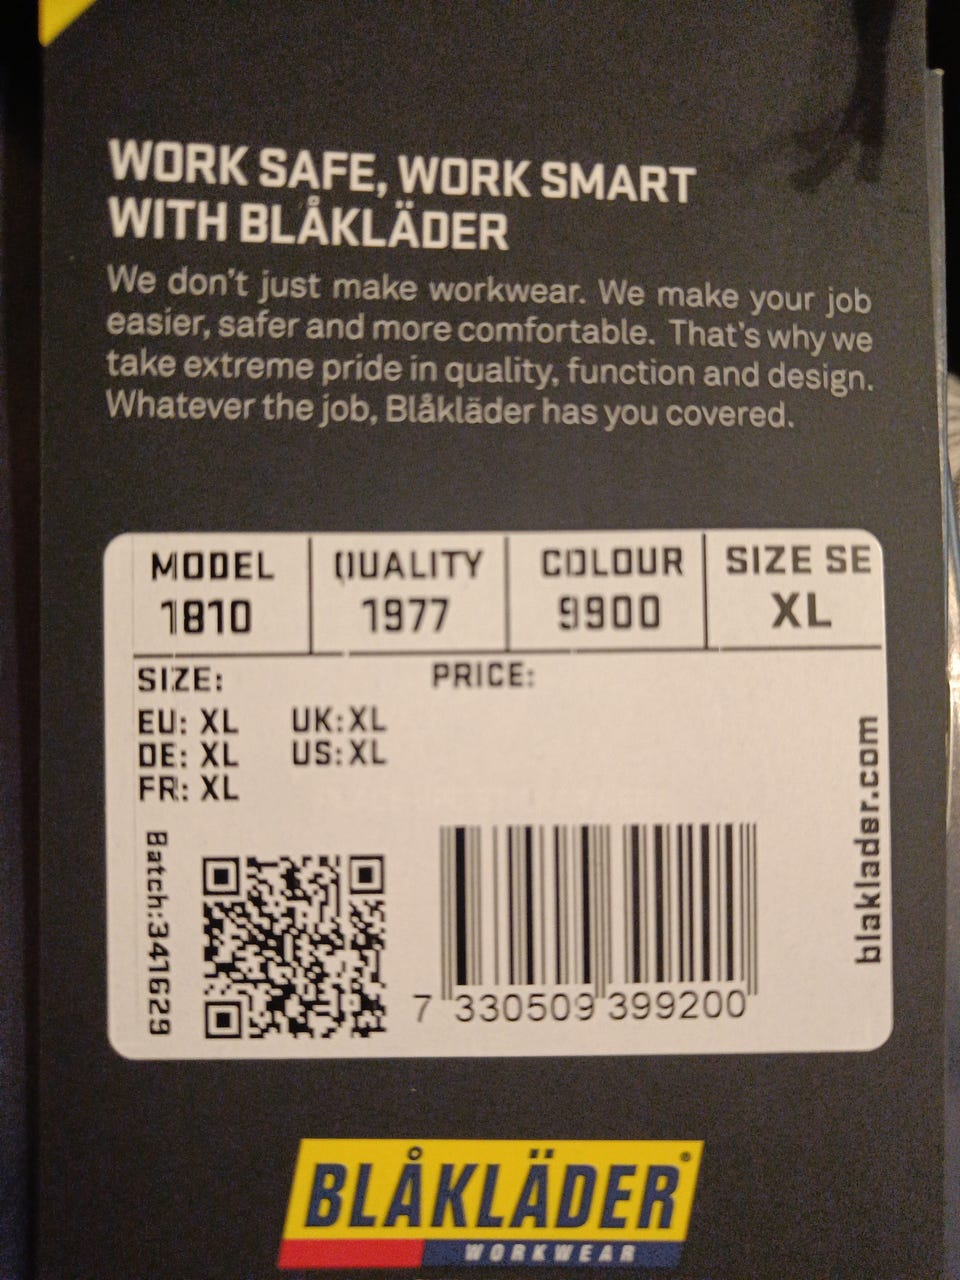 WORK SAFE, WORK SMART
WITH BLÅKLÄDER
We don't just make workwear. We make your job
easier, safer and more comfortable. That's why we
take extreme pride in quality, function and design.
Whatever the job, Blåkläder has you covered.
MODEL QUALITY COLOUR SIZE SE
1810 1977 9900 XL
SIZE: PRICE:
EU: XL UK: XL
DE: XL US: XL
FR: XL
Batch:341629
7 330509 399200
blaklader.com
BLÅKLÄDER®
WORKWEAR